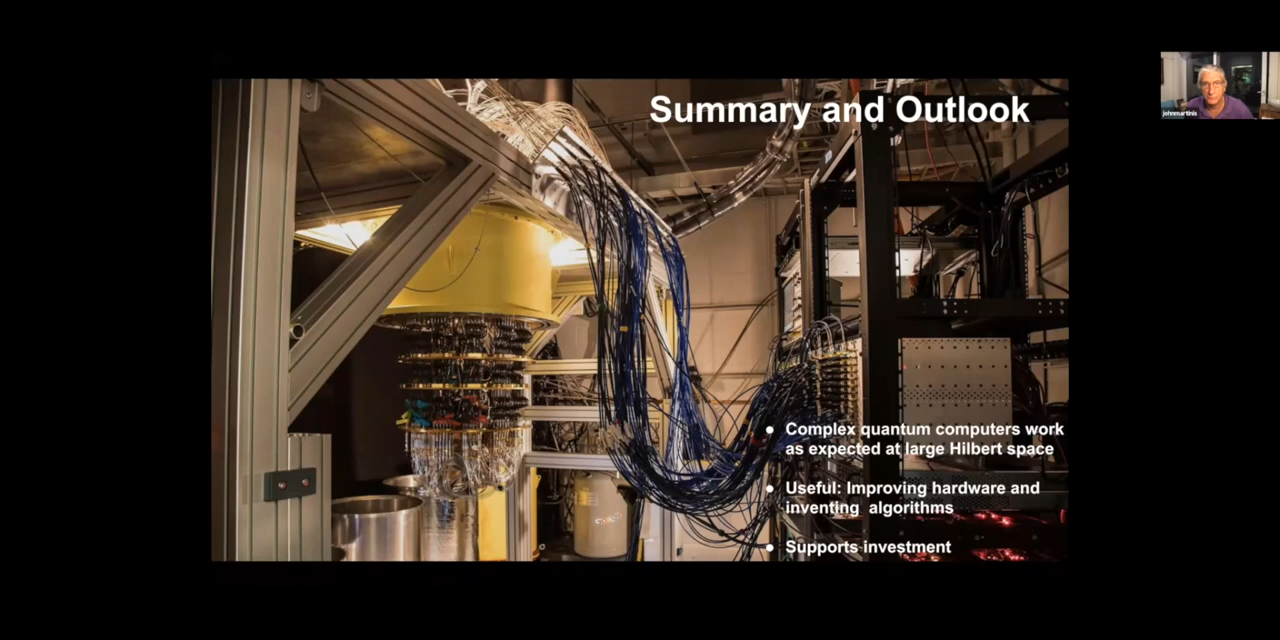 Summary and Outlook
johnmartinis
• Complex quantum computers work
as expected at large Hilbert space
• Useful: Improving hardware and
inventing  algorithms
• Supports investment